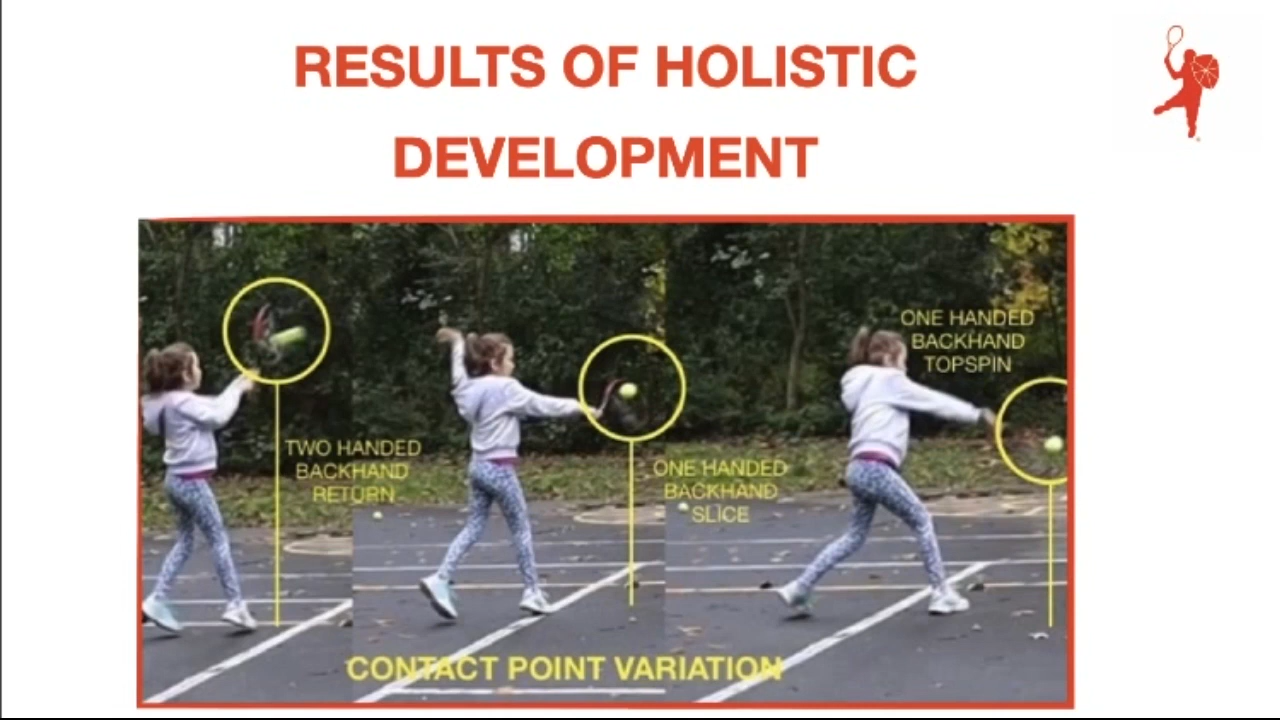 RESULTS OF HOLISTIC
DEVELOPMENT
TWO HANDED
BACKHAND
RETURN
ONE HANDED
BACKHAND
SLICE
ONE HANDED
BACKHAND
TOPSPIN
CONTACT POINT VARIATION